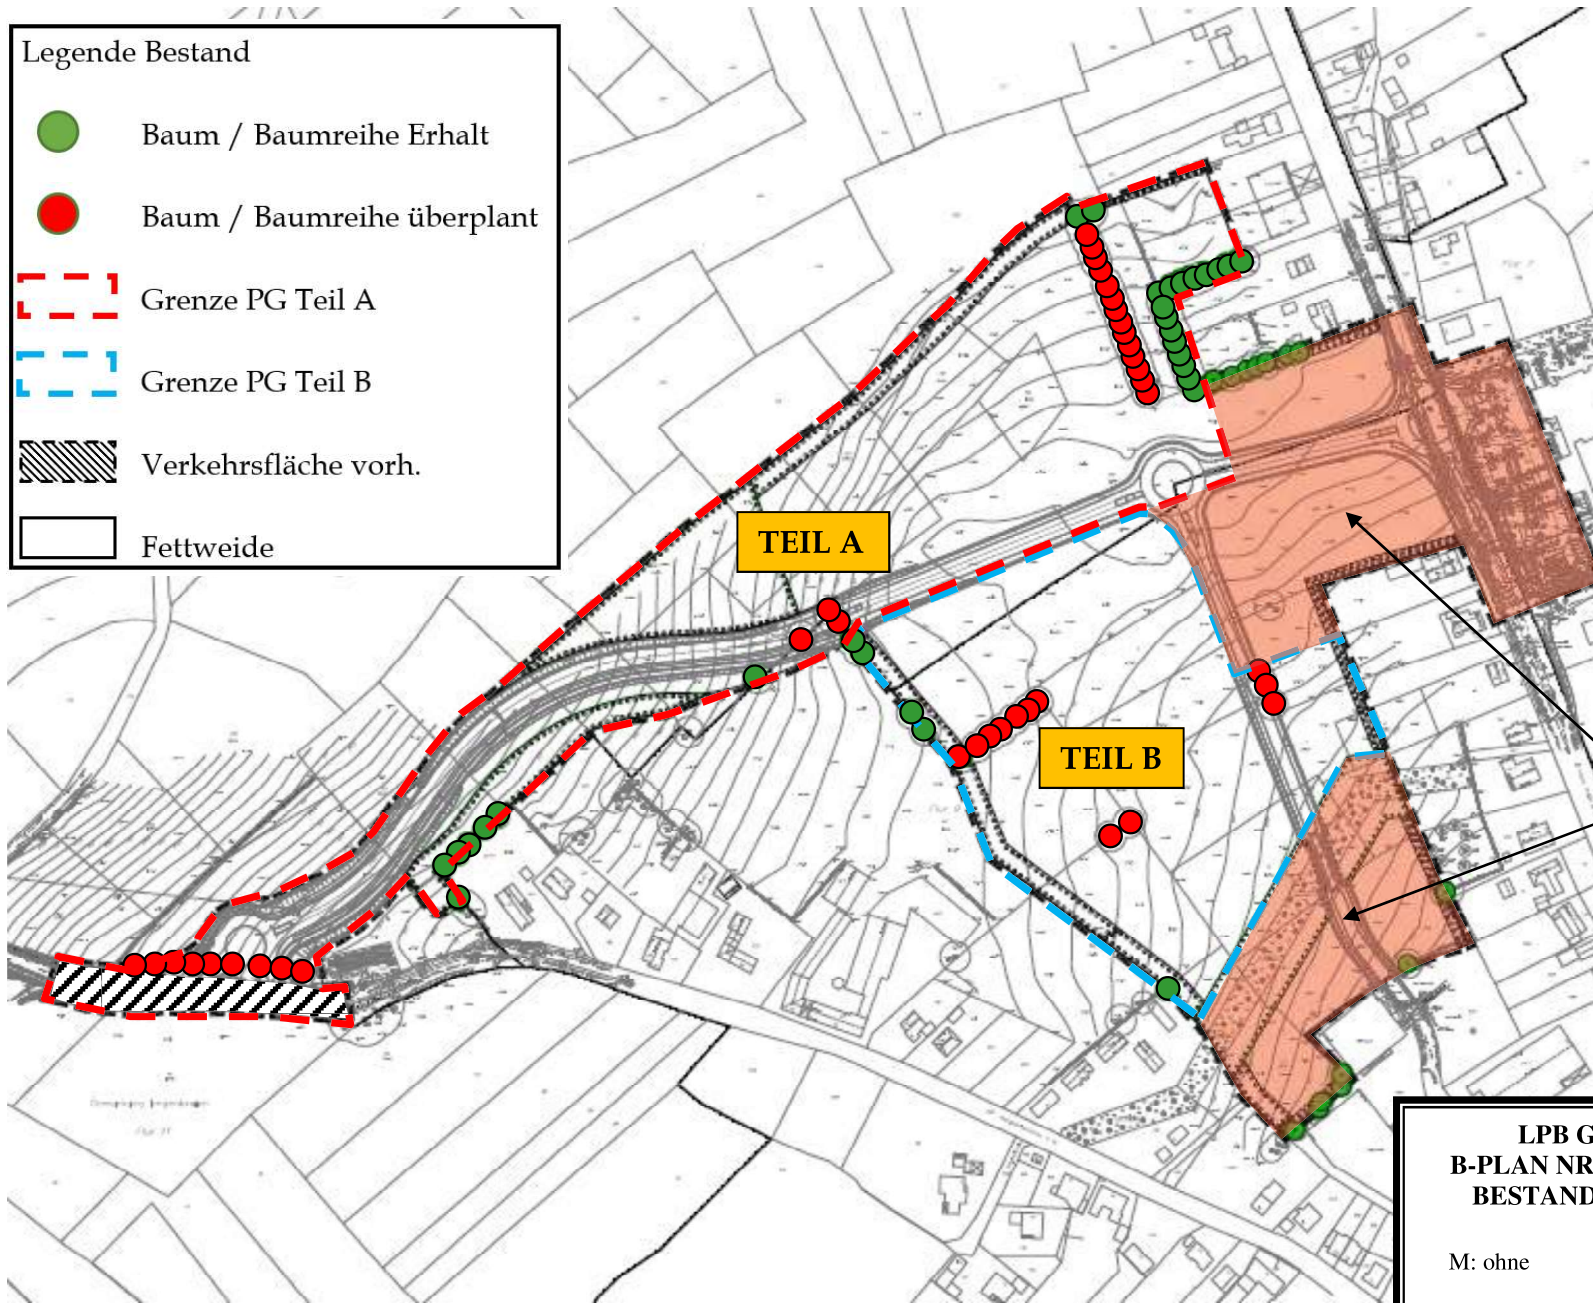 Legende Bestand
Baum / Baumreihe Erhalt
Baum / Baumreihe überplant
Grenze PG Teil A
Grenze PG Teil B
Verkehrsfläche vorh.
Fettweide
TEIL A
TEIL B
LPB G
B-PLAN NR
BESTAND
M: ohne